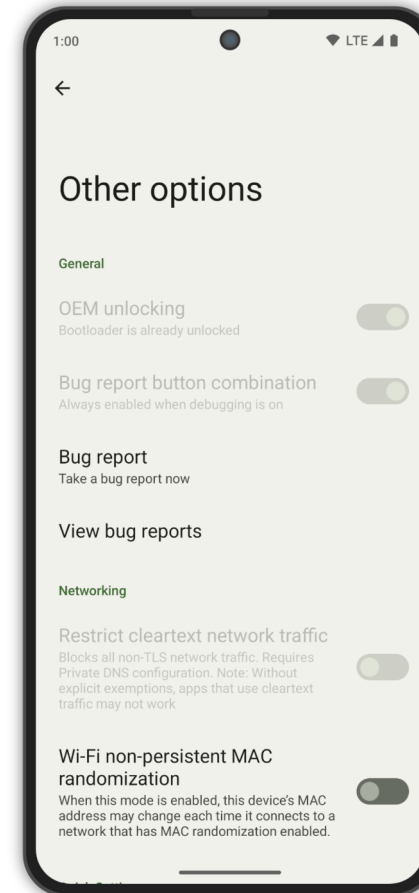 1:00
LTE
Other options
General
OEM unlocking
Bootloader is already unlocked
Bug report button combination
Always enabled when debugging is on
Bug report
Take a bug report now
View bug reports
Networking
Restrict cleartext network traffic
Blocks all non-TLS network traffic. Requires
Private DNS configuration. Note: Without
explicit exemptions, apps that use cleartext
traffic may not work
Wi-Fi non-persistent MAC
randomization
When this mode is enabled, this device's MAC
address may change each time it connects to a
network that has MAC randomization enabled.